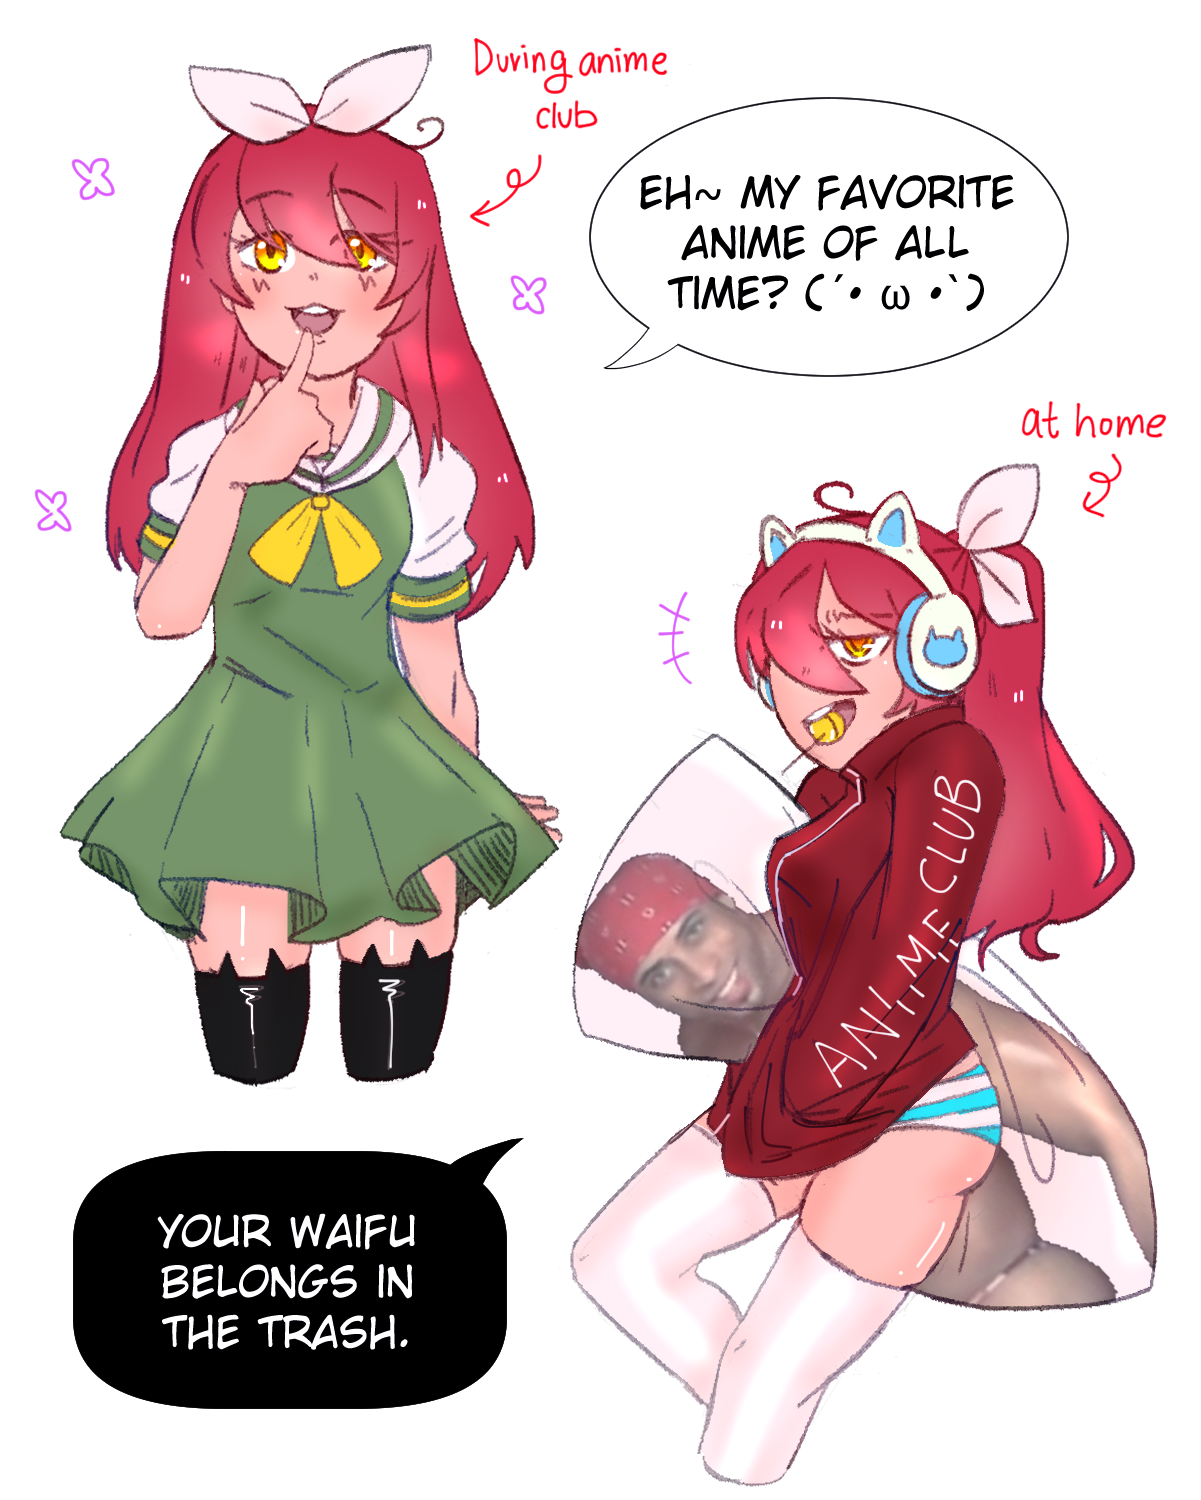 During anime
club
EH~ MY FAVORITE
ANIME OF ALL
TIME? (´• ω •`)
at home
ANIME CLUB
YOUR WAIFU
BELONGS IN
THE TRASH.